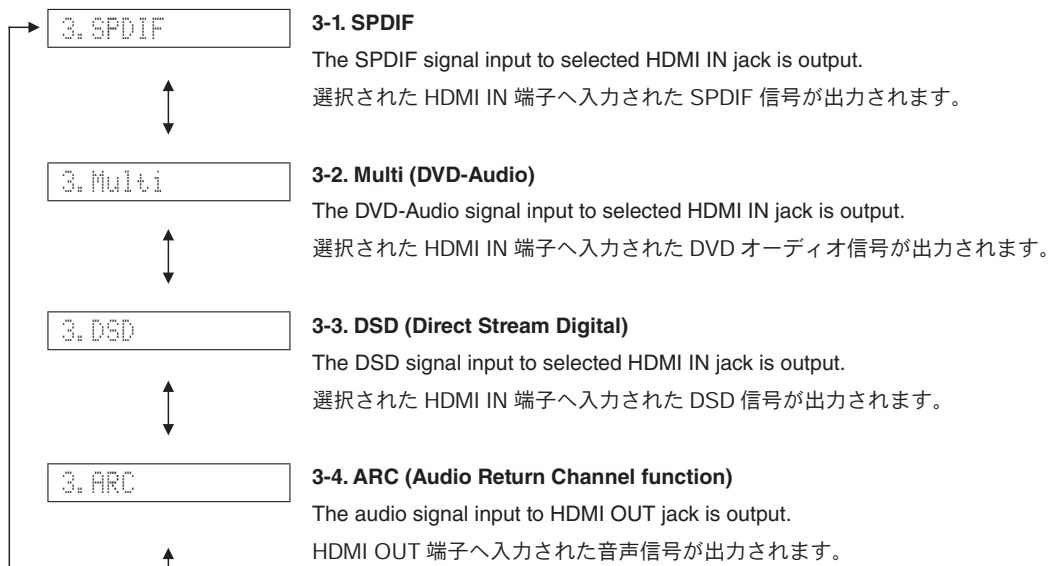 3.SPDIF
3-1. SPDIF
The SPDIF signal input to selected HDMI IN jack is output.
選択された HDMI IN 端子へ入力された SPDIF 信号が出力されます。
3.Multi
3-2. Multi (DVD-Audio)
The DVD-Audio signal input to selected HDMI IN jack is output.
選択された HDMI IN 端子へ入力された DVD オーディオ信号が出力されます。
3.DSD
3-3. DSD (Direct Stream Digital)
The DSD signal input to selected HDMI IN jack is output.
選択された HDMI IN 端子へ入力された DSD 信号が出力されます。
3.ARC
3-4. ARC (Audio Return Channel function)
The audio signal input to HDMI OUT jack is output.
HDMI OUT 端子へ入力された音声信号が出力されます。